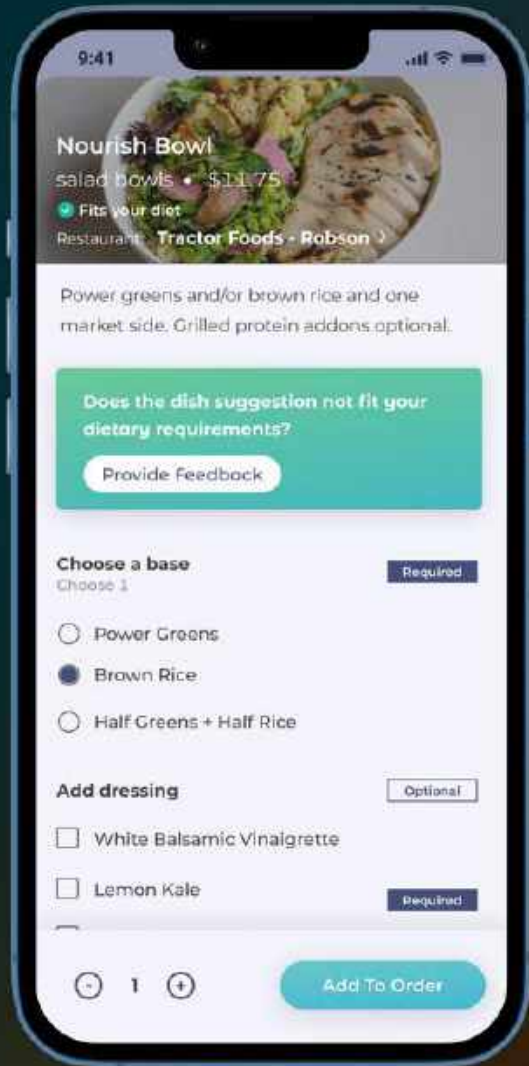 9:41
Nourish Bowl
salad bowls • $11.75
Fits your diet
Restaurant: Tractor Foods - Robson >
Power greens and/or brown rice and one
market side. Grilled protein addons optional.
Does the dish suggestion not fit your
dietary requirements?
Provide Feedback
Choose a base
Required
Choose 1
Power Greens
Brown Rice
Half Greens + Half Rice
Add dressing
Optional
White Balsamic Vinaigrette
Lemon Kale
Required
- 1 +
Add To Order